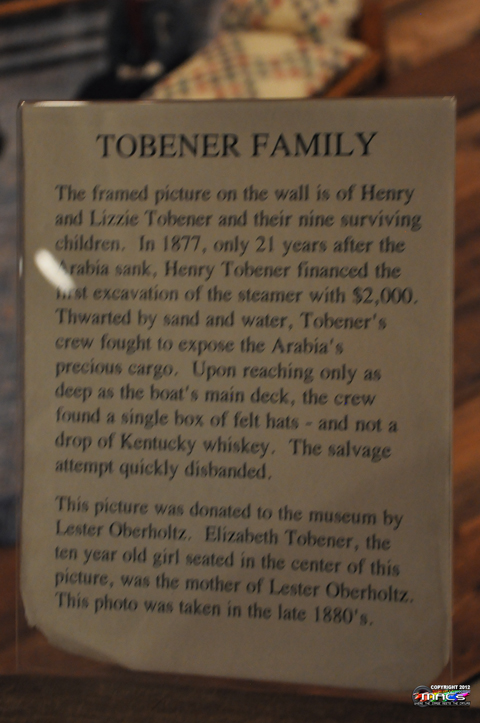 TOBENER FAMILY
The framed picture on the wall is of Henry
and Lizzie Tobener and their nine surviving
children. In 1877, only 21 years after the
Arabia sank, Henry Tobener financed the
first excavation of the steamer with $2,000.
Thwarted by sand and water, Tobener's
crew fought to expose the Arabia's
precious cargo. Upon reaching only as
deep as the boat's main deck, the crew
found a single box of felt hats - and not a
drop of Kentucky whiskey. The salvage
attempt quickly disbanded.
This picture was donated to the museum by
Lester Oberholtz. Elizabeth Tobener, the
ten year old girl seated in the center of this
picture, was the mother of Lester Oberholtz.
This photo was taken in the late 1880's.
COPYRIGHT 2012